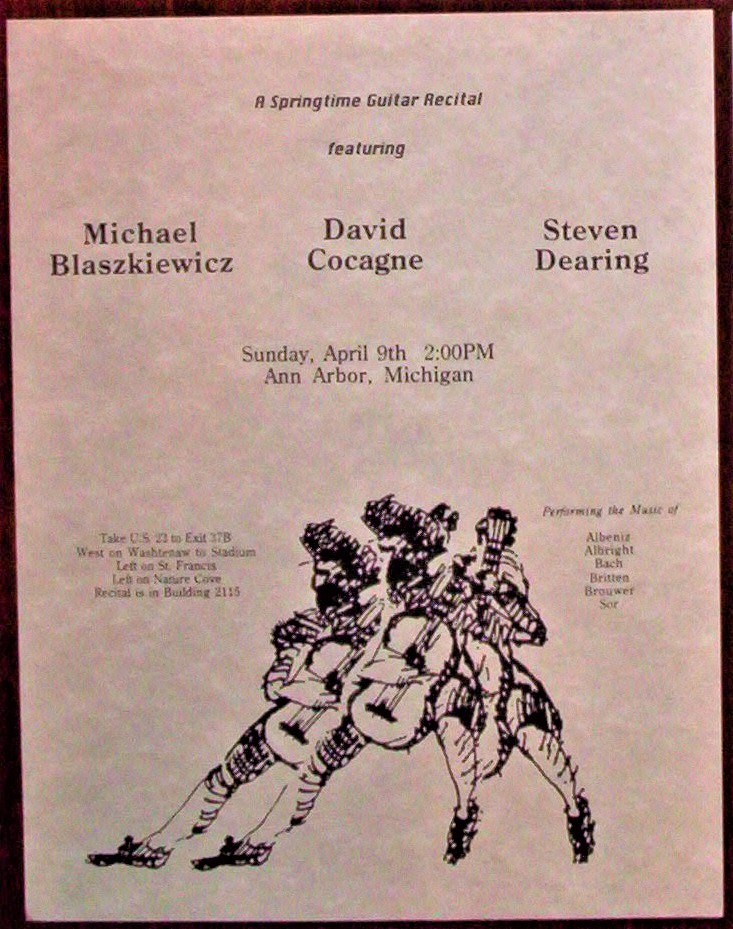 A Springtime Guitar Recital
featuring
Michael
Blaszkiewicz
David
Cocagne
Steven
Dearing
Sunday, April 9th 2:00PM
Ann Arbor, Michigan
Take U.S. 23 to Exit 37B
West on Washtenaw to Stadium
Left on St. Francis
Left on Nature Cove
Recital is in Building 2115
Performing the Music of
Albeniz
Albright
Bach
Britten
Brouwer
Sor